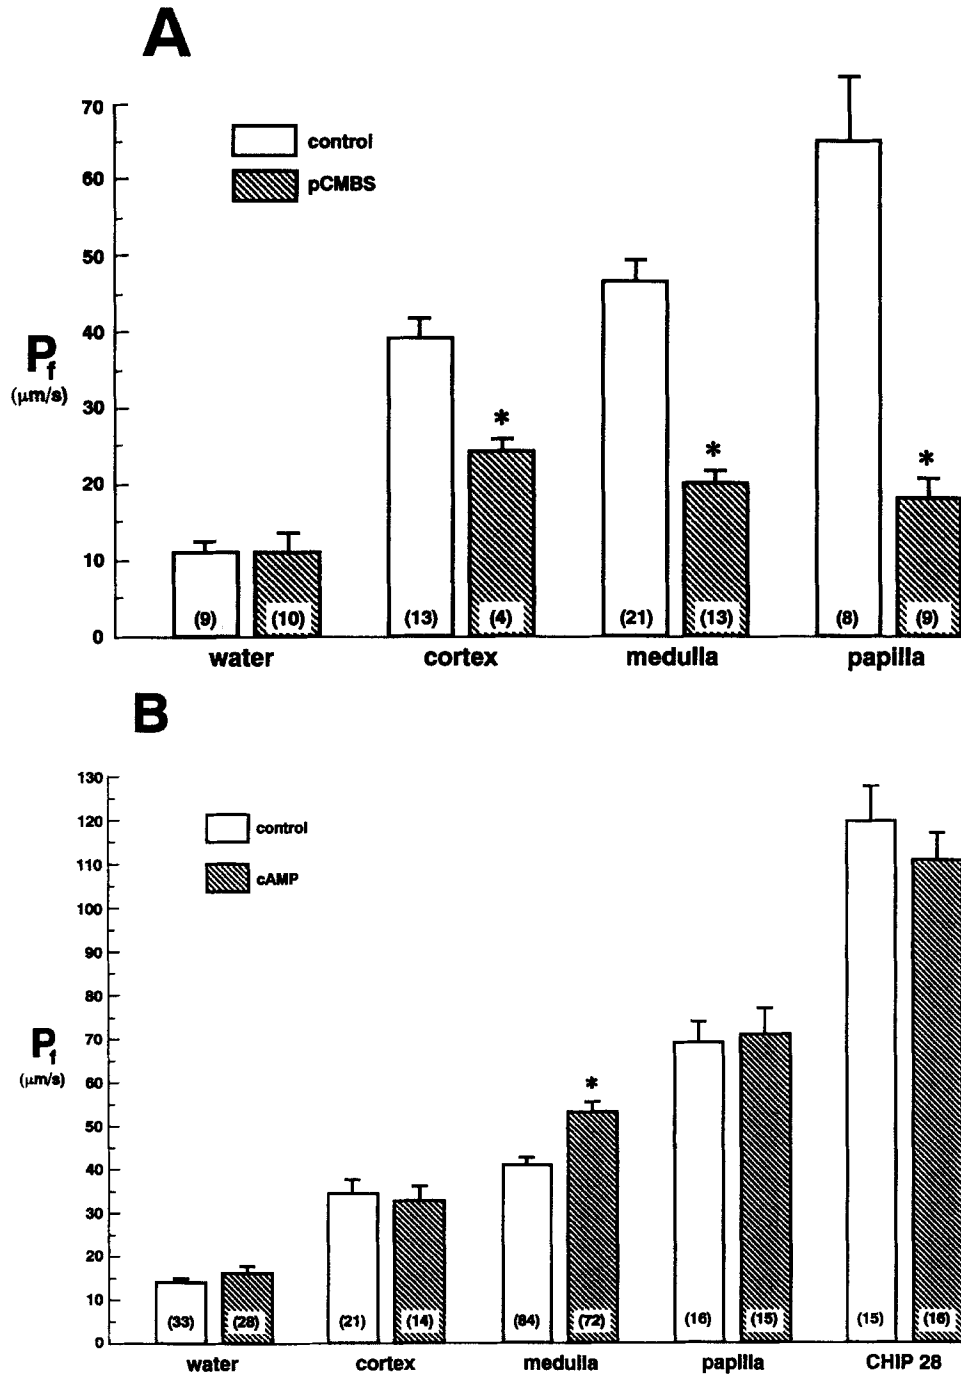 A
70
60
50
40
30
20
10
0
control
pCMBS
Pf
(μm/s)
*
*
*
(9) (10) (13) (4) (21) (13) (8) (9)
water cortex medulla papilla
B
130
120
110
100
90
80
70
60
50
40
30
20
10
0
control
cAMP
Pf
(μm/s)
*
(33) (28) (21) (14) (84) (72) (16) (15) (15) (16)
water cortex medulla papilla CHIP 28